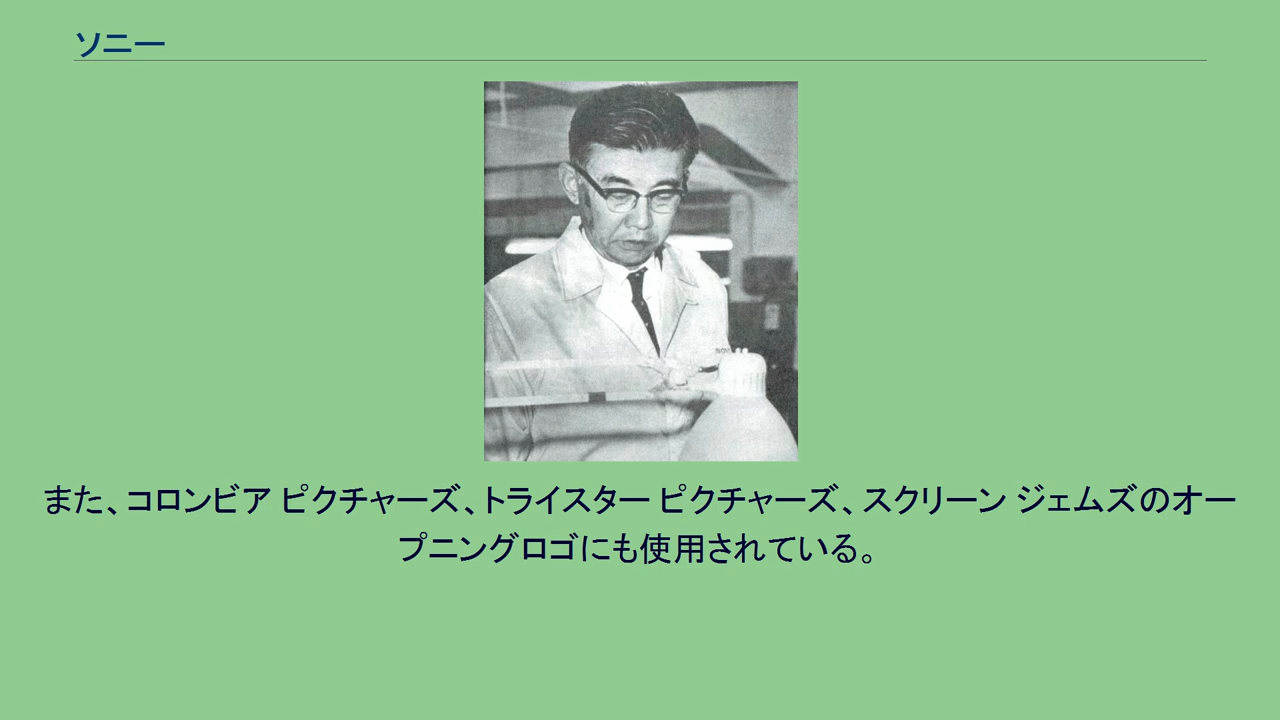 ソニー
また、コロンビア ピクチャーズ、トライスター ピクチャーズ、スクリーン ジェムズのオー
プニングロゴにも使用されている。